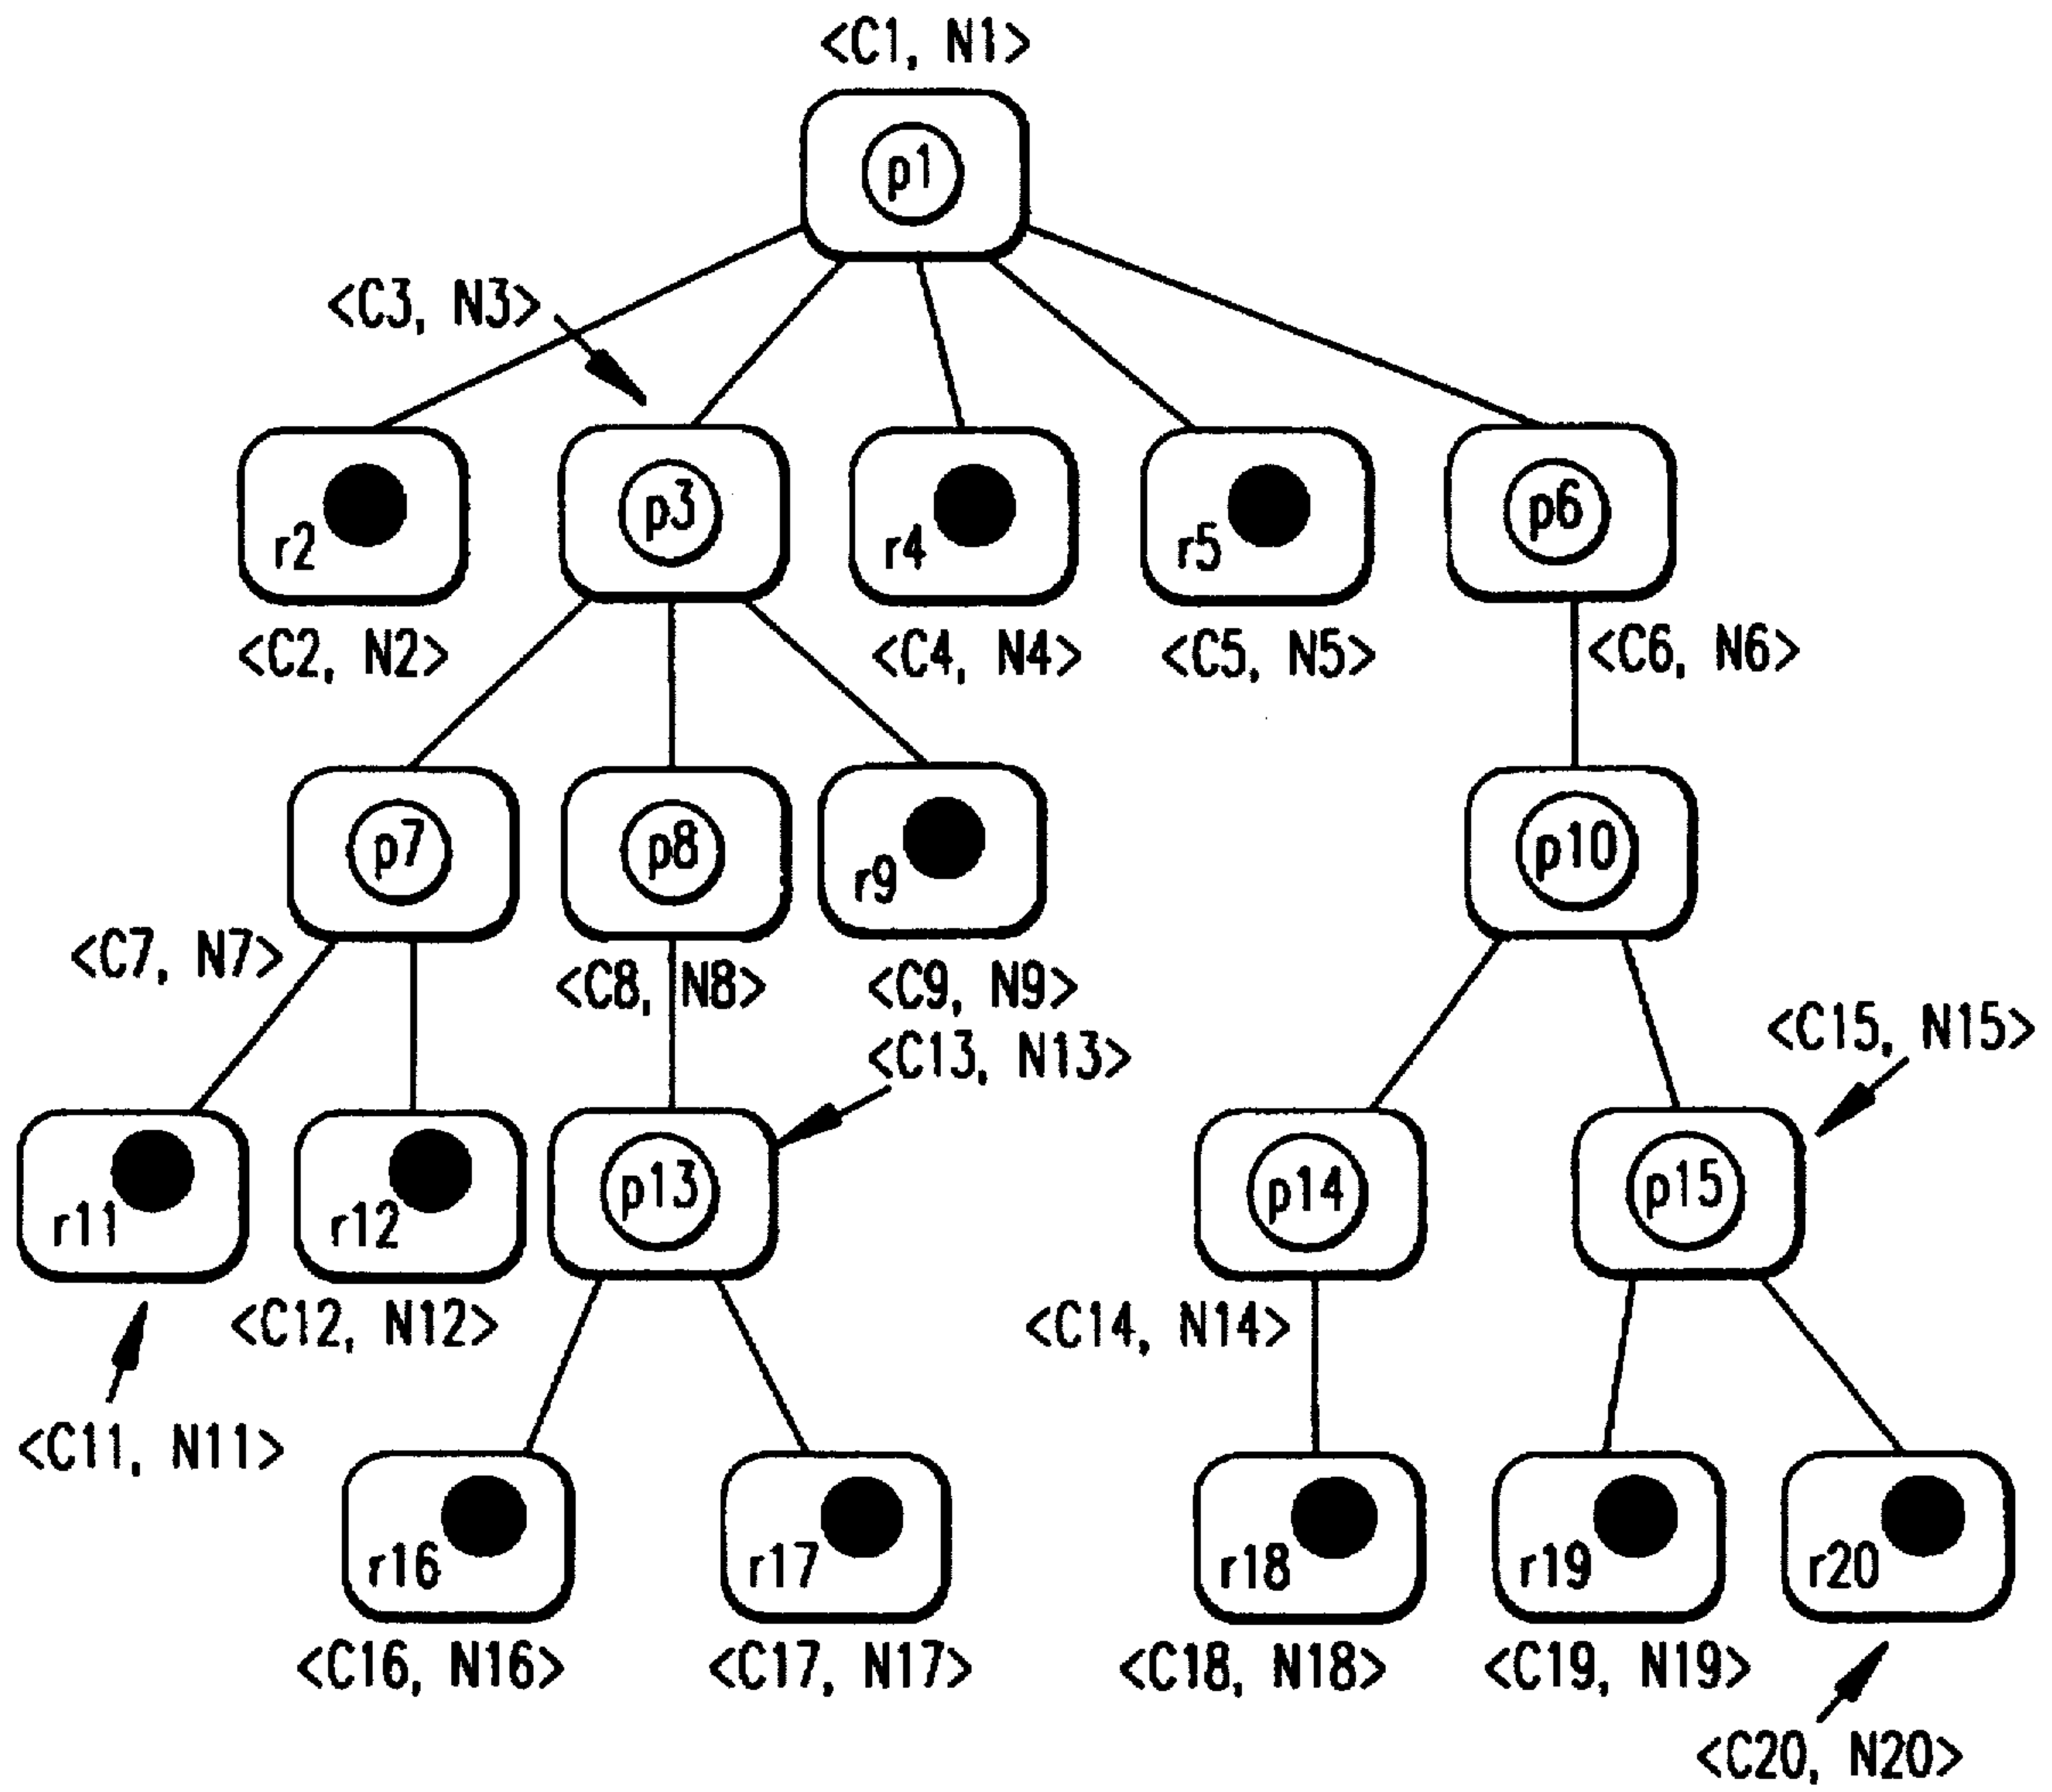 <C1, N1>
p1
<C3, N3>
r2
p3
r4
r5
p6
<C2, N2>
<C4, N4>
<C5, N5>
<C6, N6>
p7
p8
r9
p10
<C7, N7>
<C8, N8>
<C9, N9>
<C15, N15>
<C13, N13>
r11
r12
p13
p14
p15
<C12, N12>
<C14, N14>
<C11, N11>
r16
r17
r18
r19
r20
<C16, N16>
<C17, N17>
<C18, N18>
<C19, N19>
<C20, N20>